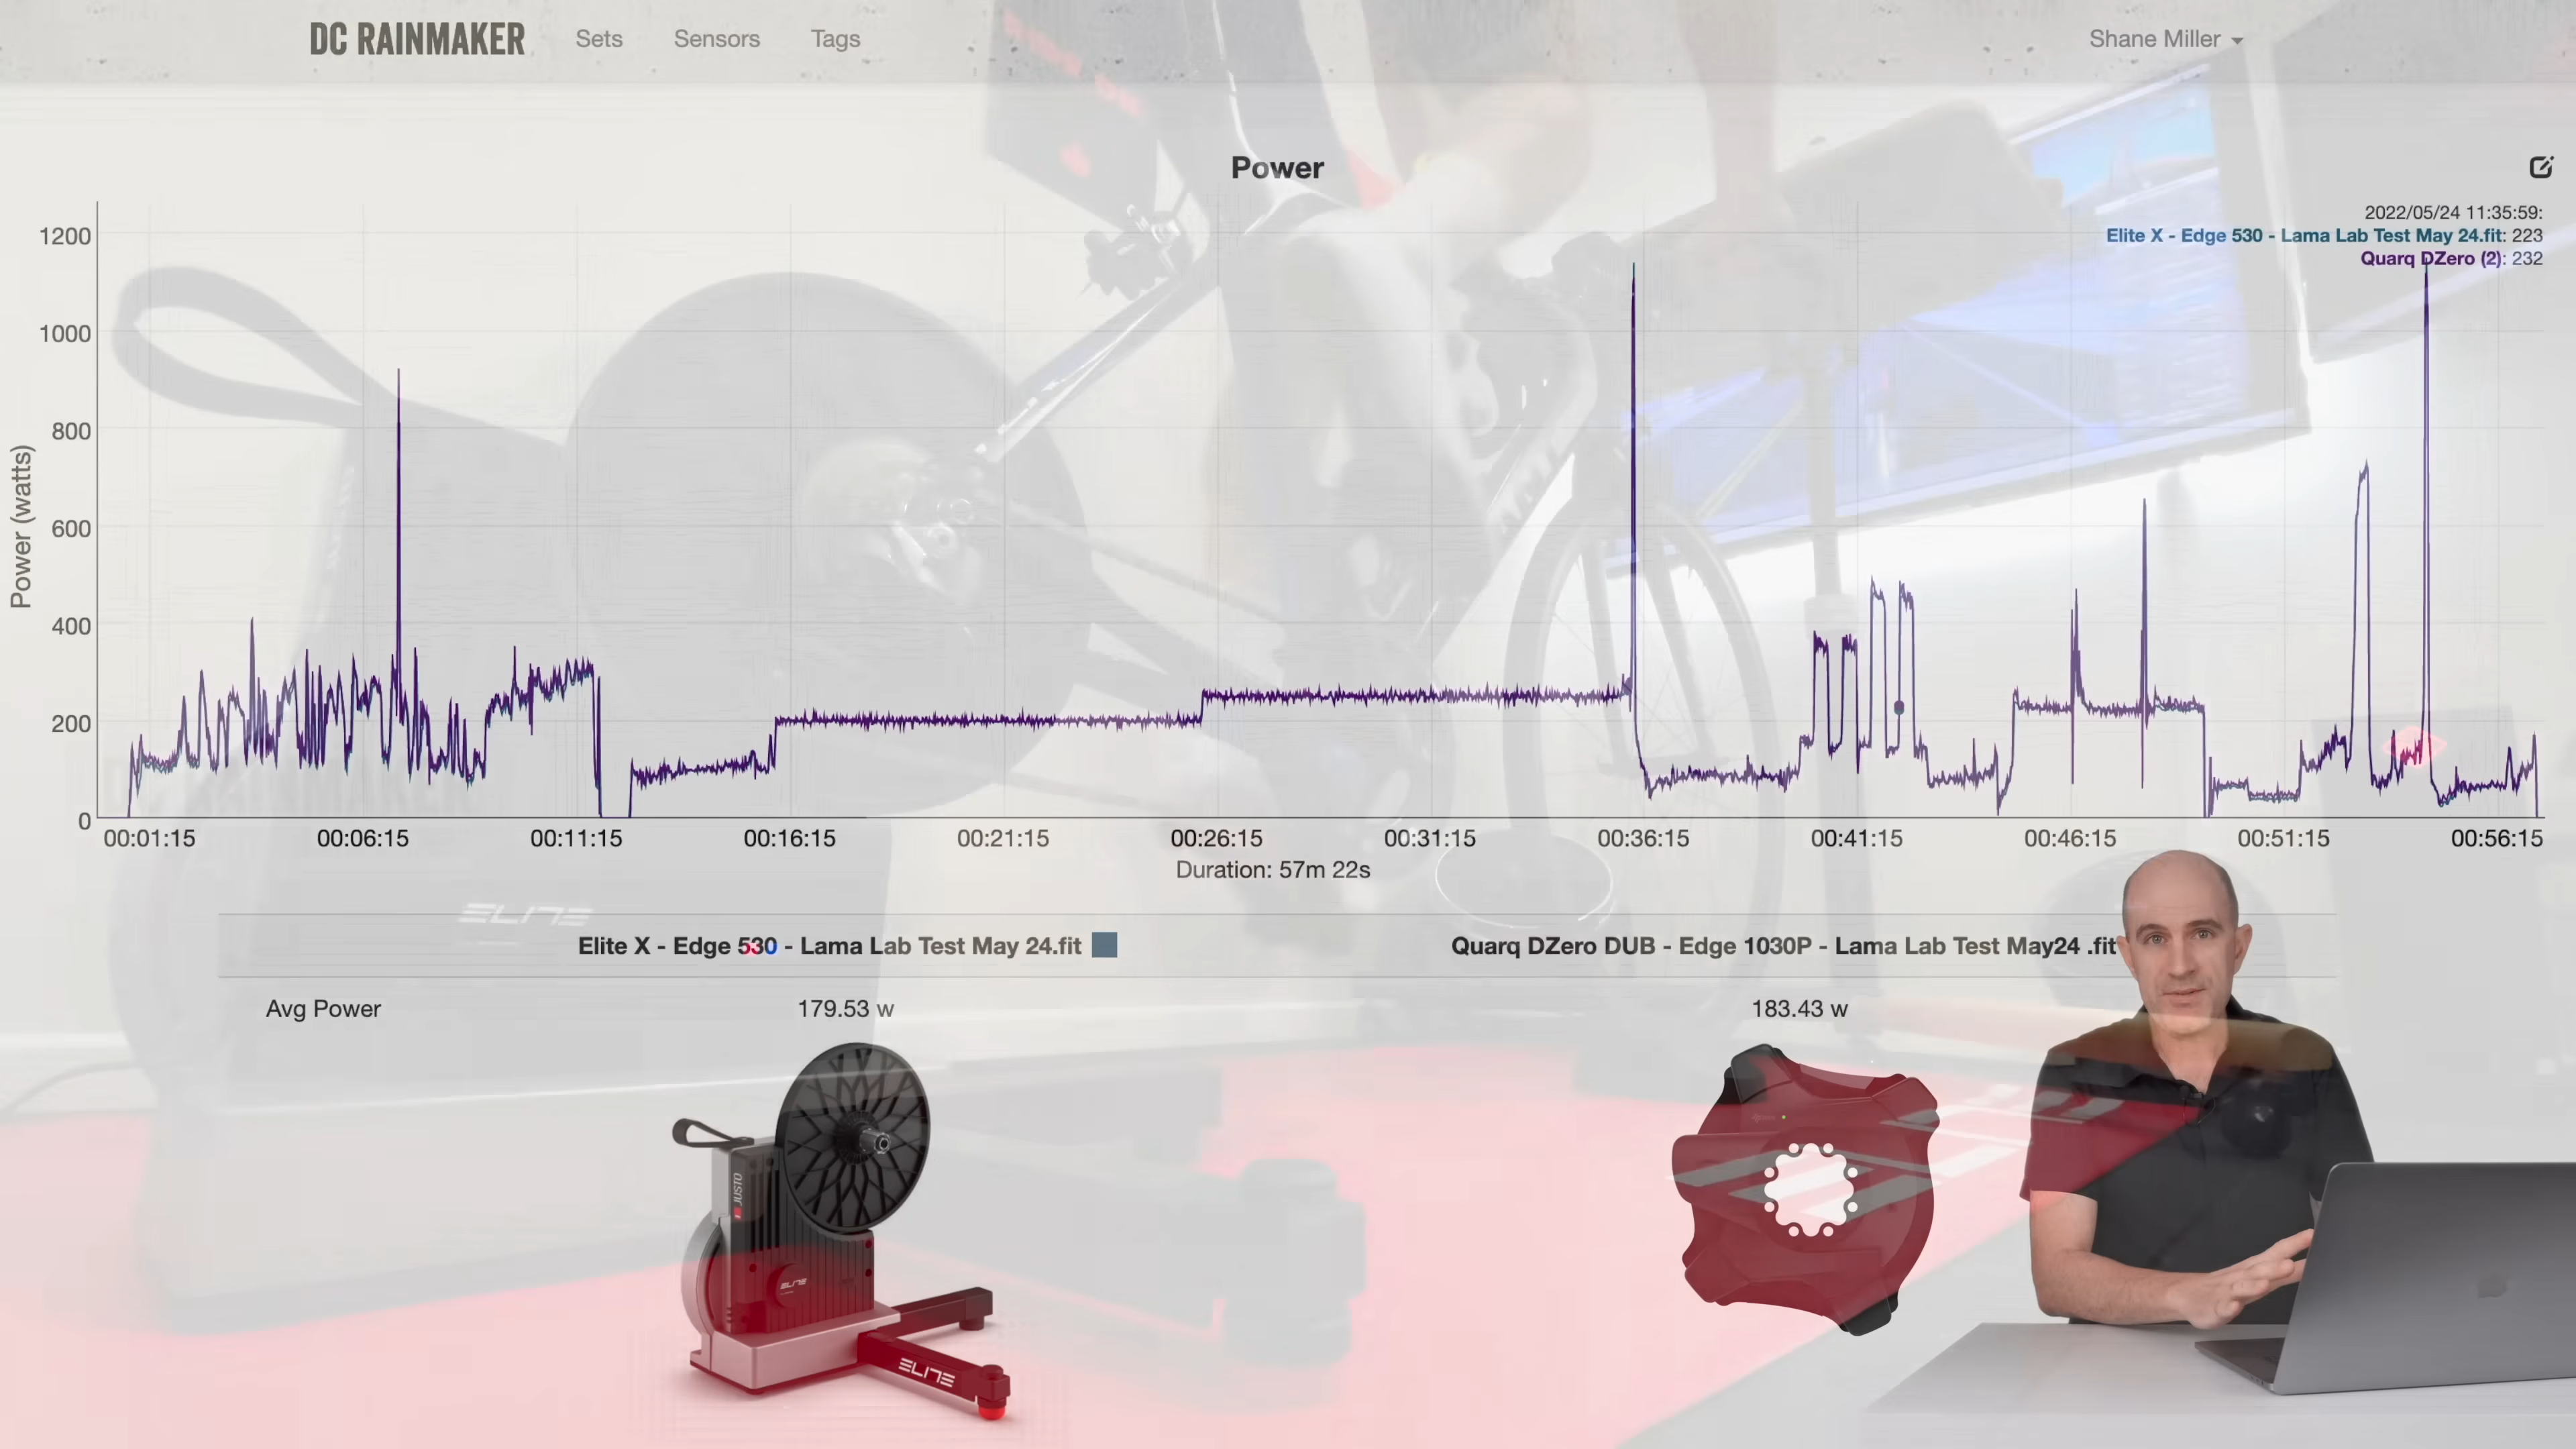 DC RAINMAKER Sets Sensors Tags Shane Miller
Power
2022/05/24 11:35:59:
Elite X - Edge 530 - Lama Lab Test May 24.fit: 223
Quarq DZero (2): 232
Power (watts)
1200
1000
800
600
400
200
0
00:01:15 00:06:15 00:11:15 00:16:15 00:21:15 00:26:15 00:31:15 00:36:15 00:41:15 00:46:15 00:51:15 00:56:15
Duration: 57m 22s
ELITE
Elite X - Edge 530 - Lama Lab Test May 24.fit Quarq DZero DUB - Edge 1030P - Lama Lab Test May24 .fit
Avg Power 179.53 w 183.43 w
JUSTO
ELITE
ELITE